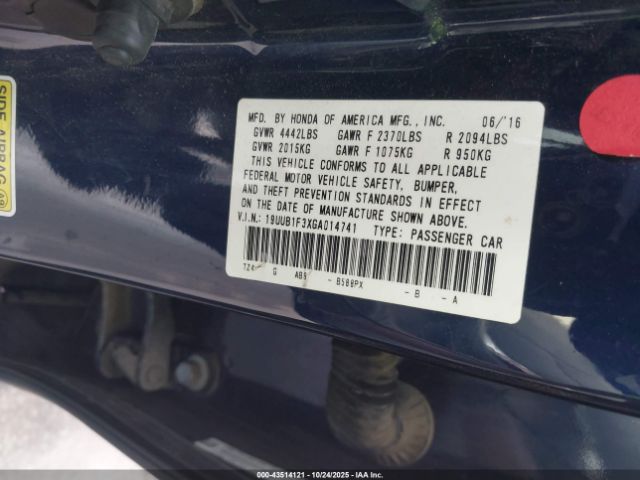 SIDE AIRBAG
MFD. BY HONDA OF AMERICA MFG., INC. 06/'16
GVWR 4442LBS GAWR F 2370LBS R 2094LBS
GVWR 2015KG GAWR F 1075KG R 950KG
THIS VEHICLE CONFORMS TO ALL APPLICABLE
FEDERAL MOTOR VEHICLE SAFETY, BUMPER,
AND THEFT PREVENTION STANDARDS IN EFFECT
ON THE DATE OF MANUFACTURE SHOWN ABOVE.
V.I.N.: 19UUB1F3XGA014741 TYPE: PASSENGER CAR
G - B588PX - B - A
000-43514121 - 10/24/2025 - IAA Inc.